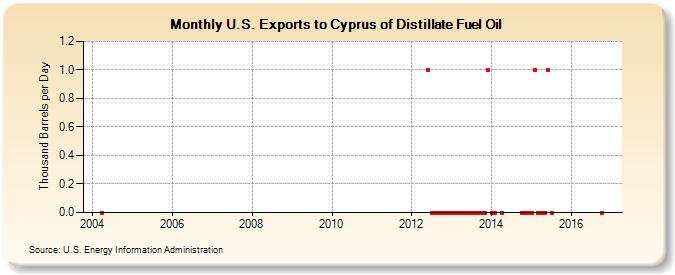 Monthly U.S. Exports to Cyprus of Distillate Fuel Oil
Thousand Barrels per Day
1.2
1.0
0.8
0.6
0.4
0.2
0.0
2004 2006 2008 2010 2012 2014 2016
Source: U.S. Energy Information Administration